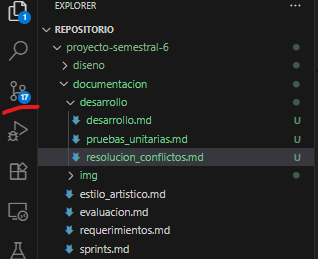 EXPLORER
1
REPOSITORIO
proyecto-semestral-6
diseno
documentacion
17
desarrollo
desarrollo.md U
pruebas_unitarias.md U
resolucion_conflictos.md U
img
estilo_artistico.md
evaluacion.md
requerimientos.md
sprints.md